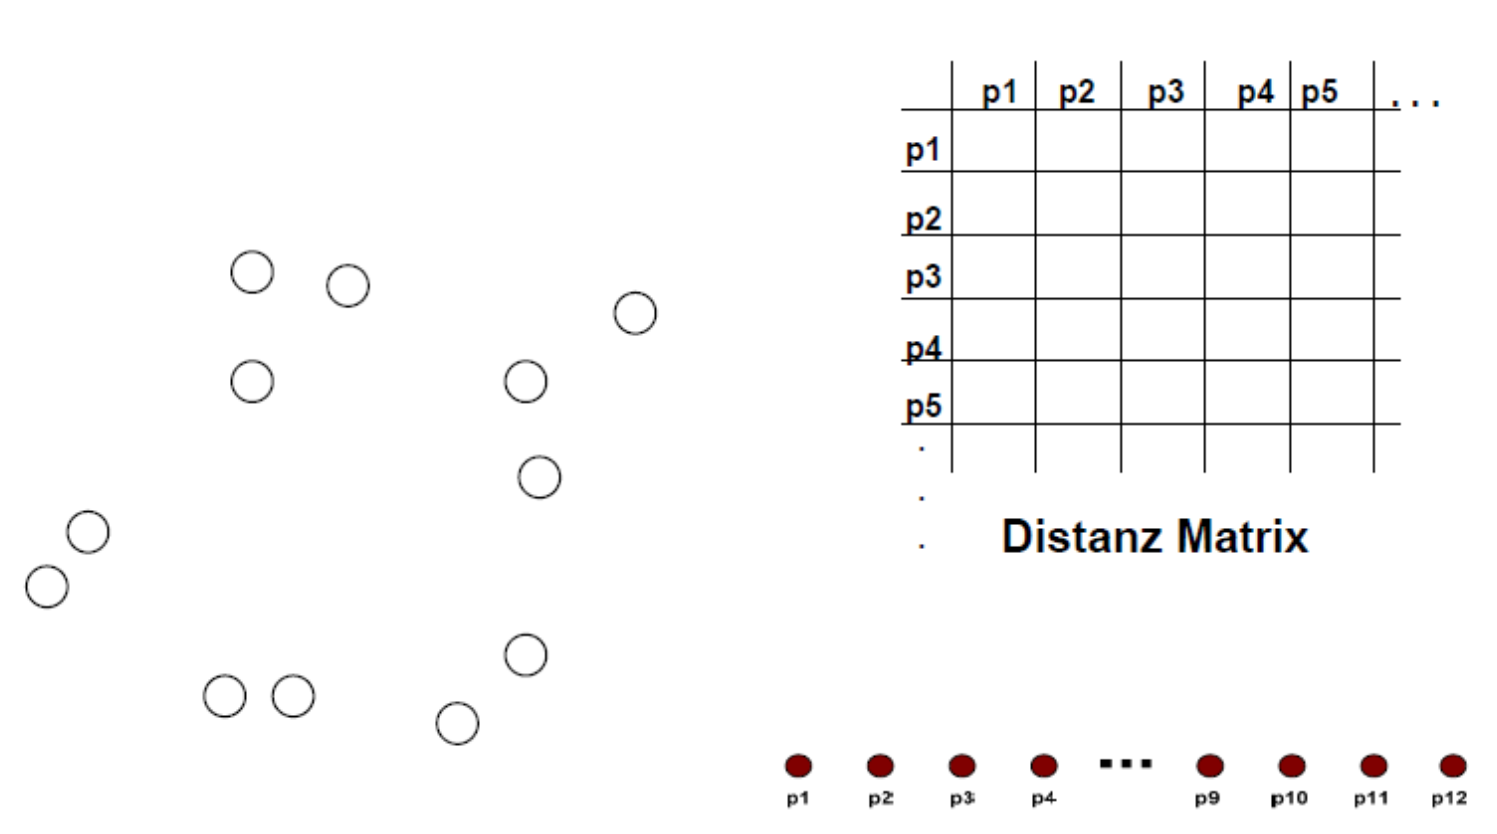 p1 p2 p3 p4 p5 . . .
p1
p2
p3
p4
p5
.
.
.
Distanz Matrix
...
p1 p2 p3 p4 p9 p10 p11 p12